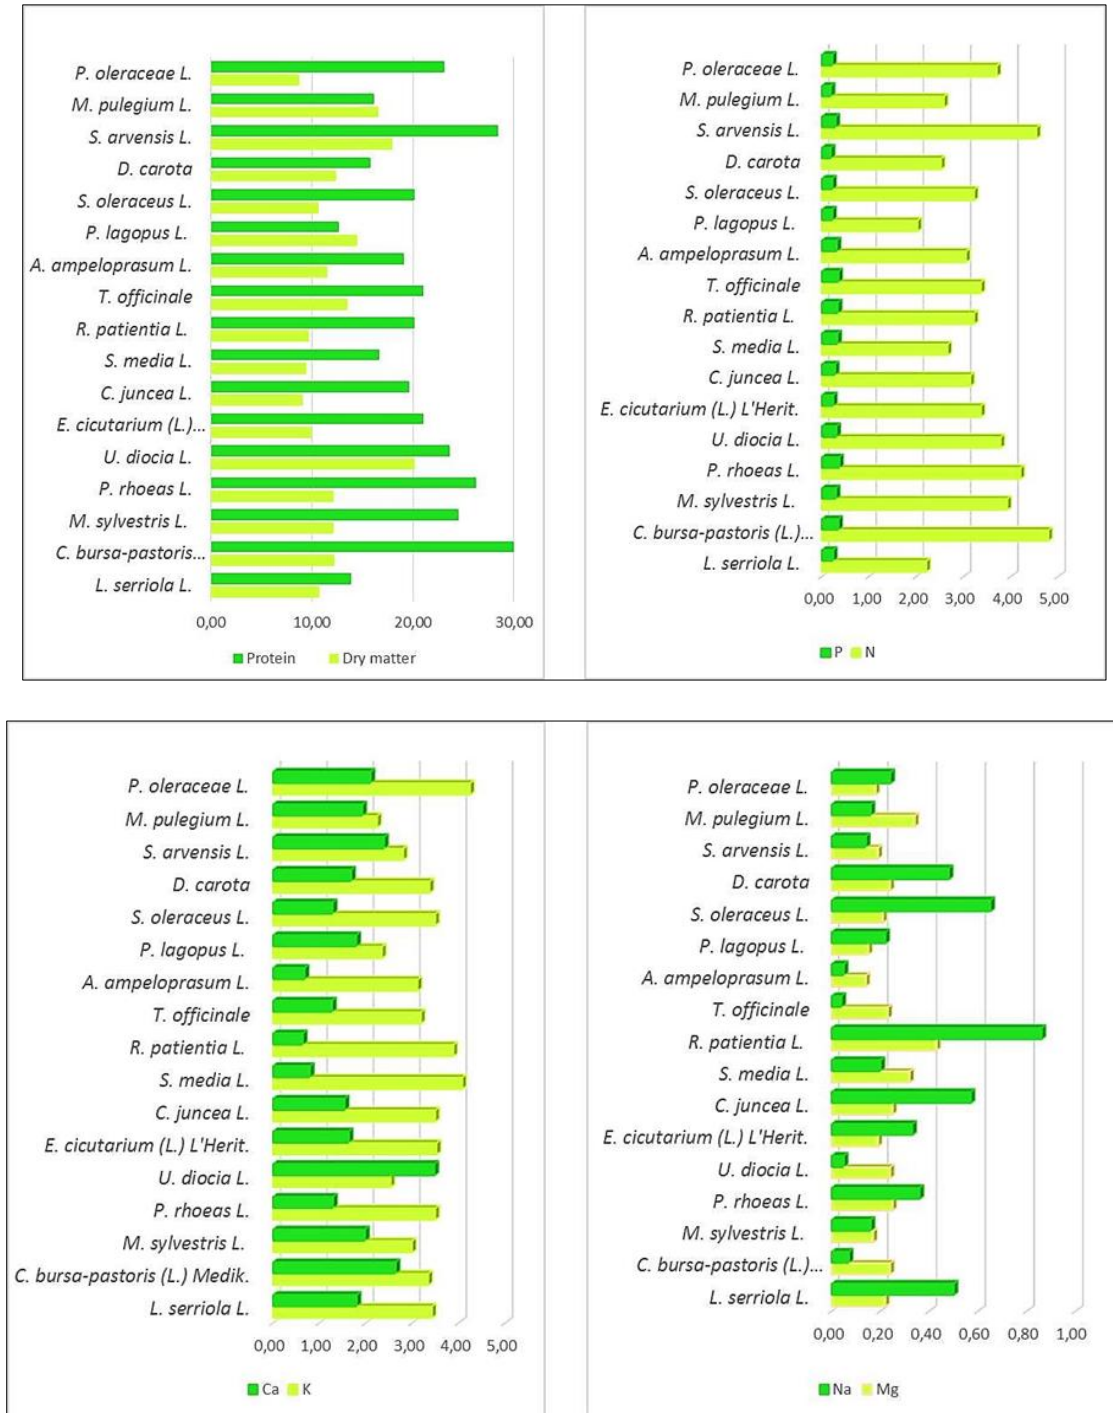 P. oleraceae L.
M. pulegium L.
S. arvensis L.
D. carota
S. oleraceus L.
P. lagopus L.
A. ampeloprasum L.
T. officinale
R. patientia L.
S. media L.
C. juncea L.
E. cicutarium (L.)...
U. diocia L.
P. rhoeas L.
M. sylvestris L.
C. bursa-pastoris...
L. serriola L.
0,00 10,00 20,00 30,00
Protein Dry matter
P. oleraceae L.
M. pulegium L.
S. arvensis L.
D. carota
S. oleraceus L.
P. lagopus L.
A. ampeloprasum L.
T. officinale
R. patientia L.
S. media L.
C. juncea L.
E. cicutarium (L.) L'Herit.
U. diocia L.
P. rhoeas L.
M. sylvestris L.
C. bursa-pastoris (L.)...
L. serriola L.
0,00 1,00 2,00 3,00 4,00 5,00
P N
P. oleraceae L.
M. pulegium L.
S. arvensis L.
D. carota
S. oleraceus L.
P. lagopus L.
A. ampeloprasum L.
T. officinale
R. patientia L.
S. media L.
C. juncea L.
E. cicutarium (L.) L'Herit.
U. diocia L.
P. rhoeas L.
M. sylvestris L.
C. bursa-pastoris (L.) Medik.
L. serriola L.
0,00 1,00 2,00 3,00 4,00 5,00
Ca K
P. oleraceae L.
M. pulegium L.
S. arvensis L.
D. carota
S. oleraceus L.
P. lagopus L.
A. ampeloprasum L.
T. officinale
R. patientia L.
S. media L.
C. juncea L.
E. cicutarium (L.) L'Herit.
U. diocia L.
P. rhoeas L.
M. sylvestris L.
C. bursa-pastoris (L.)...
L. serriola L.
0,00 0,20 0,40 0,60 0,80 1,00
Na Mg